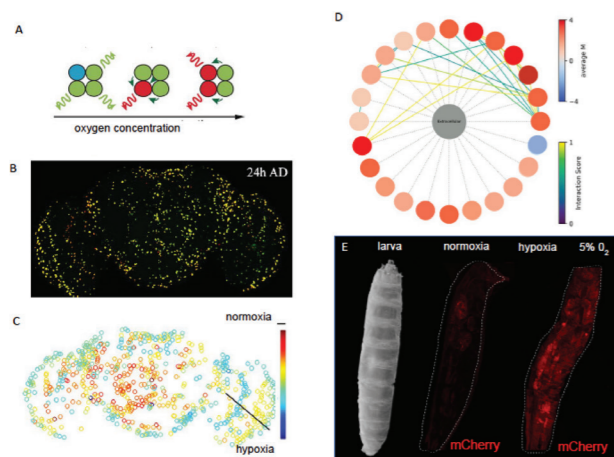 A
oxygen concentration
B
24h AD
C
normoxia
hypoxia
D
4
0
−4
average M
1
0
Interaction Score
E
larva
normoxia
hypoxia
5% 0₂
mCherry
mCherry